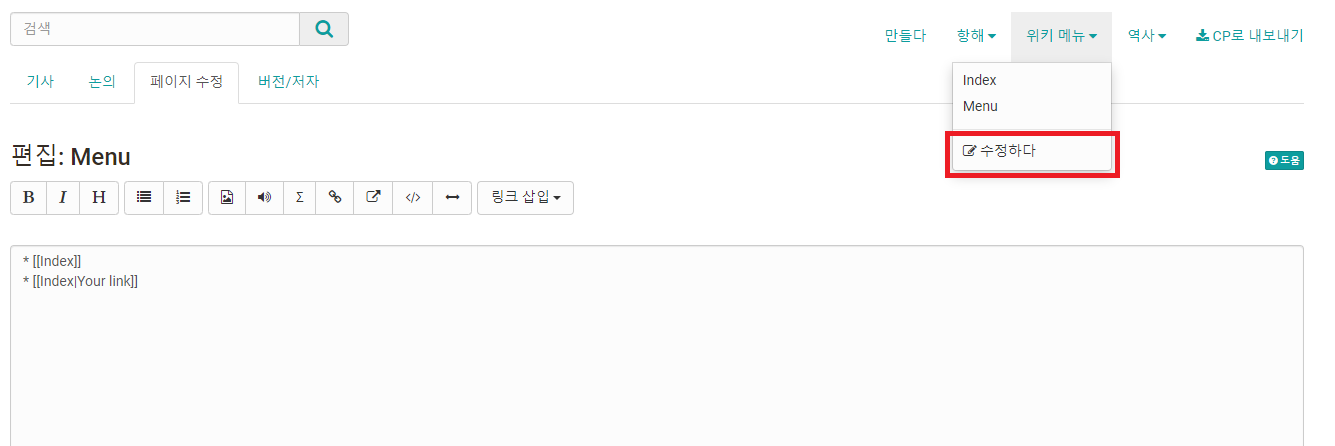 검색
만들다 항해 위키 메뉴 역사 CP로 내보내기
기사 논의 페이지 수정 버전/저자
Index
Menu
수정하다
편집: Menu
도움
B I H Σ </> 링크 삽입
* [[Index]]
* [[Index|Your link]]